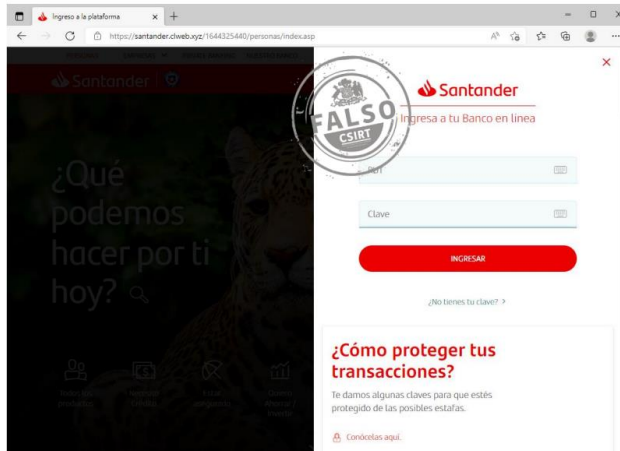 Ingreso a la plataforma
https://santander.clweb.xyz/1644325440/personas/index.asp
Santander
¿Qué
podemos
hacer por ti
hoy?
Santander
FALSO
CSIRT
Ingresa a tu Banco en linea
RUT
Clave
INGRESAR
¿No tienes tu clave?
¿Cómo proteger tus
transacciones?
Te damos algunas claves para que estés
protegido de las posibles estafas.
Conócelas aquí.